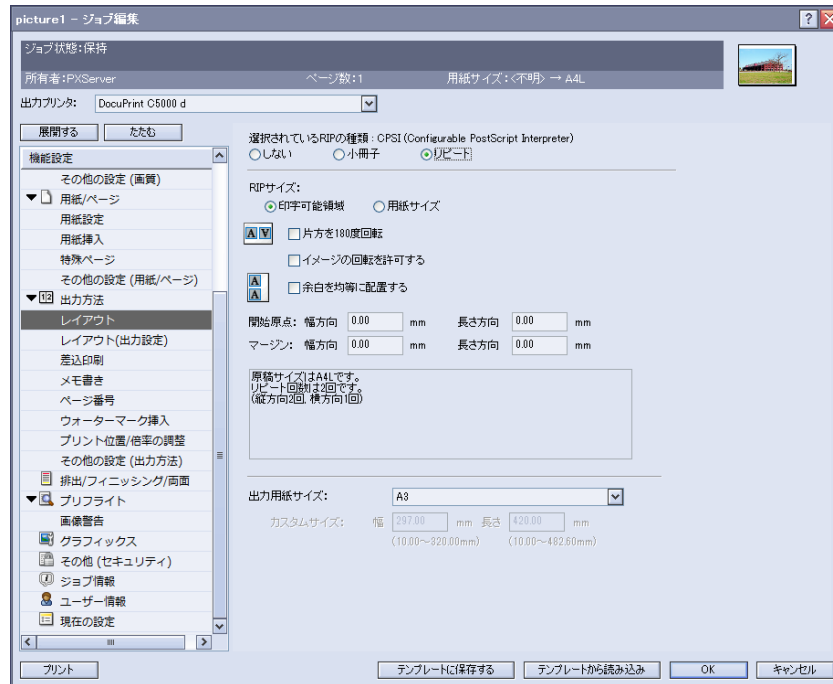 picture1 - ジョブ編集
ジョブ状態:保持
所有者:PXServer ページ数:1 用紙サイズ:<不明> → A4L
出力プリンタ: DocuPrint C5000 d
展開する たたむ
機能設定
その他の設定 (画質)
用紙/ページ
用紙設定
用紙挿入
特殊ページ
その他の設定 (用紙/ページ)
出力方法
レイアウト
レイアウト(出力設定)
差込印刷
メモ書き
ページ番号
ウォーターマーク挿入
プリント位置/倍率の調整
その他の設定 (出力方法)
排出/フィニッシング/両面
プリフライト
画像警告
グラフィックス
その他 (セキュリティ)
ジョブ情報
ユーザー情報
現在の設定
選択されているRIPの種類 : CPSI (Configurable PostScript Interpreter)
しない 小冊子 リピート
RIPサイズ:
印字可能領域 用紙サイズ
片方を180度回転
イメージの回転を許可する
余白を均等に配置する
開始原点: 幅方向 0.00 mm 長さ方向 0.00 mm
マージン: 幅方向 0.00 mm 長さ方向 0.00 mm
原稿サイズはA4Lです。
リピート回数は2回です。
(縦方向2回, 横方向1回)
出力用紙サイズ: A3
カスタムサイズ: 幅 297.00 mm 長さ 420.00 mm
(10.00~320.00mm) (10.00~482.60mm)
プリント テンプレートに保存する テンプレートから読み込み OK キャンセル